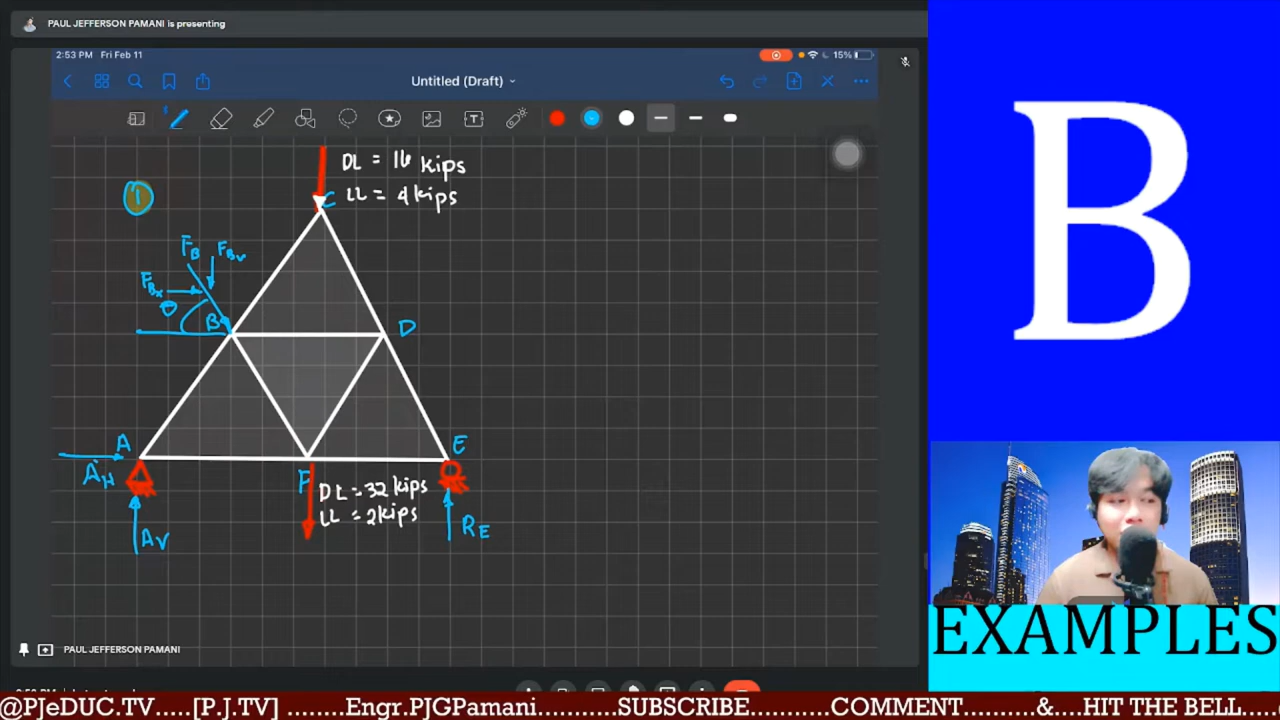 PAUL JEFFERSON PAMANI is presenting
2:53 PM Fri Feb 11
15%
Untitled (Draft)
T
DL = 16 kips
LL = 4 kips
1
C
FB
FBV
FBX
θ
B
D
A
E
AH
F
DL = 32 kips
LL = 2 kips
AV
RE
PAUL JEFFERSON PAMANI
B
EXAMPLES
@PJeDUC.TV.....[P.J.TV] ........Engr.PJGPamani..........SUBSCRIBE..........COMMENT..........&....HIT THE BELL